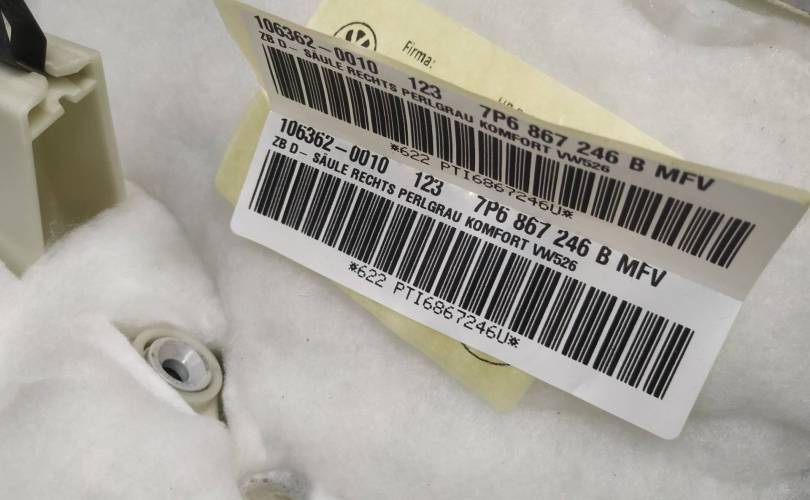 Firma:
106362-0010 123 7P6 867 246 B MFV
ZB D- SÄULE RECHTS PERLGRAU KOMFORT VW526
*622 PTI6867246U*
106362-0010 123 7P6 867 246 B MFV
ZB D- SÄULE RECHTS PERLGRAU KOMFORT VW526
*622 PTI6867246U*